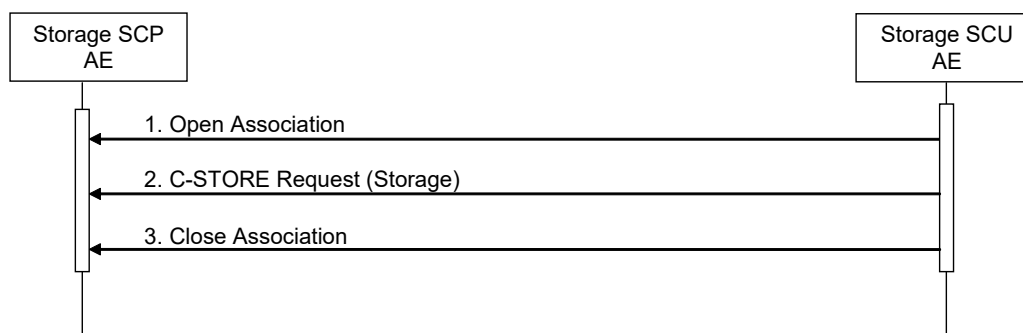 Storage SCP
AE
Storage SCU
AE
1. Open Association
2. C-STORE Request (Storage)
3. Close Association